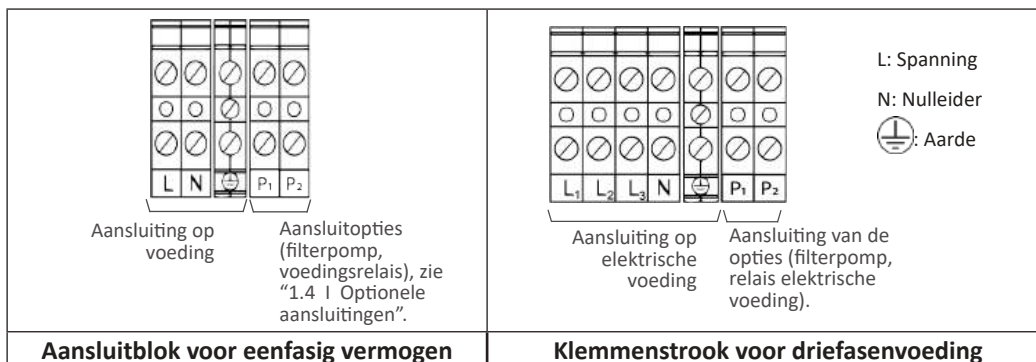 L N P₁ P₂
Aansluiting op
voeding
Aansluitopties
(filterpomp,
voedingsrelais), zie
“1.4 I Optionele
aansluitingen”.
Aansluitblok voor eenfasig vermogen
L₁ L₂ L₃ N P₁ P₂
Aansluiting op
elektrische
voeding
Aansluiting van de
opties (filterpomp,
relais elektrische
voeding).
L: Spanning
N: Nulleider
: Aarde
Klemmenstrook voor driefasenvoeding